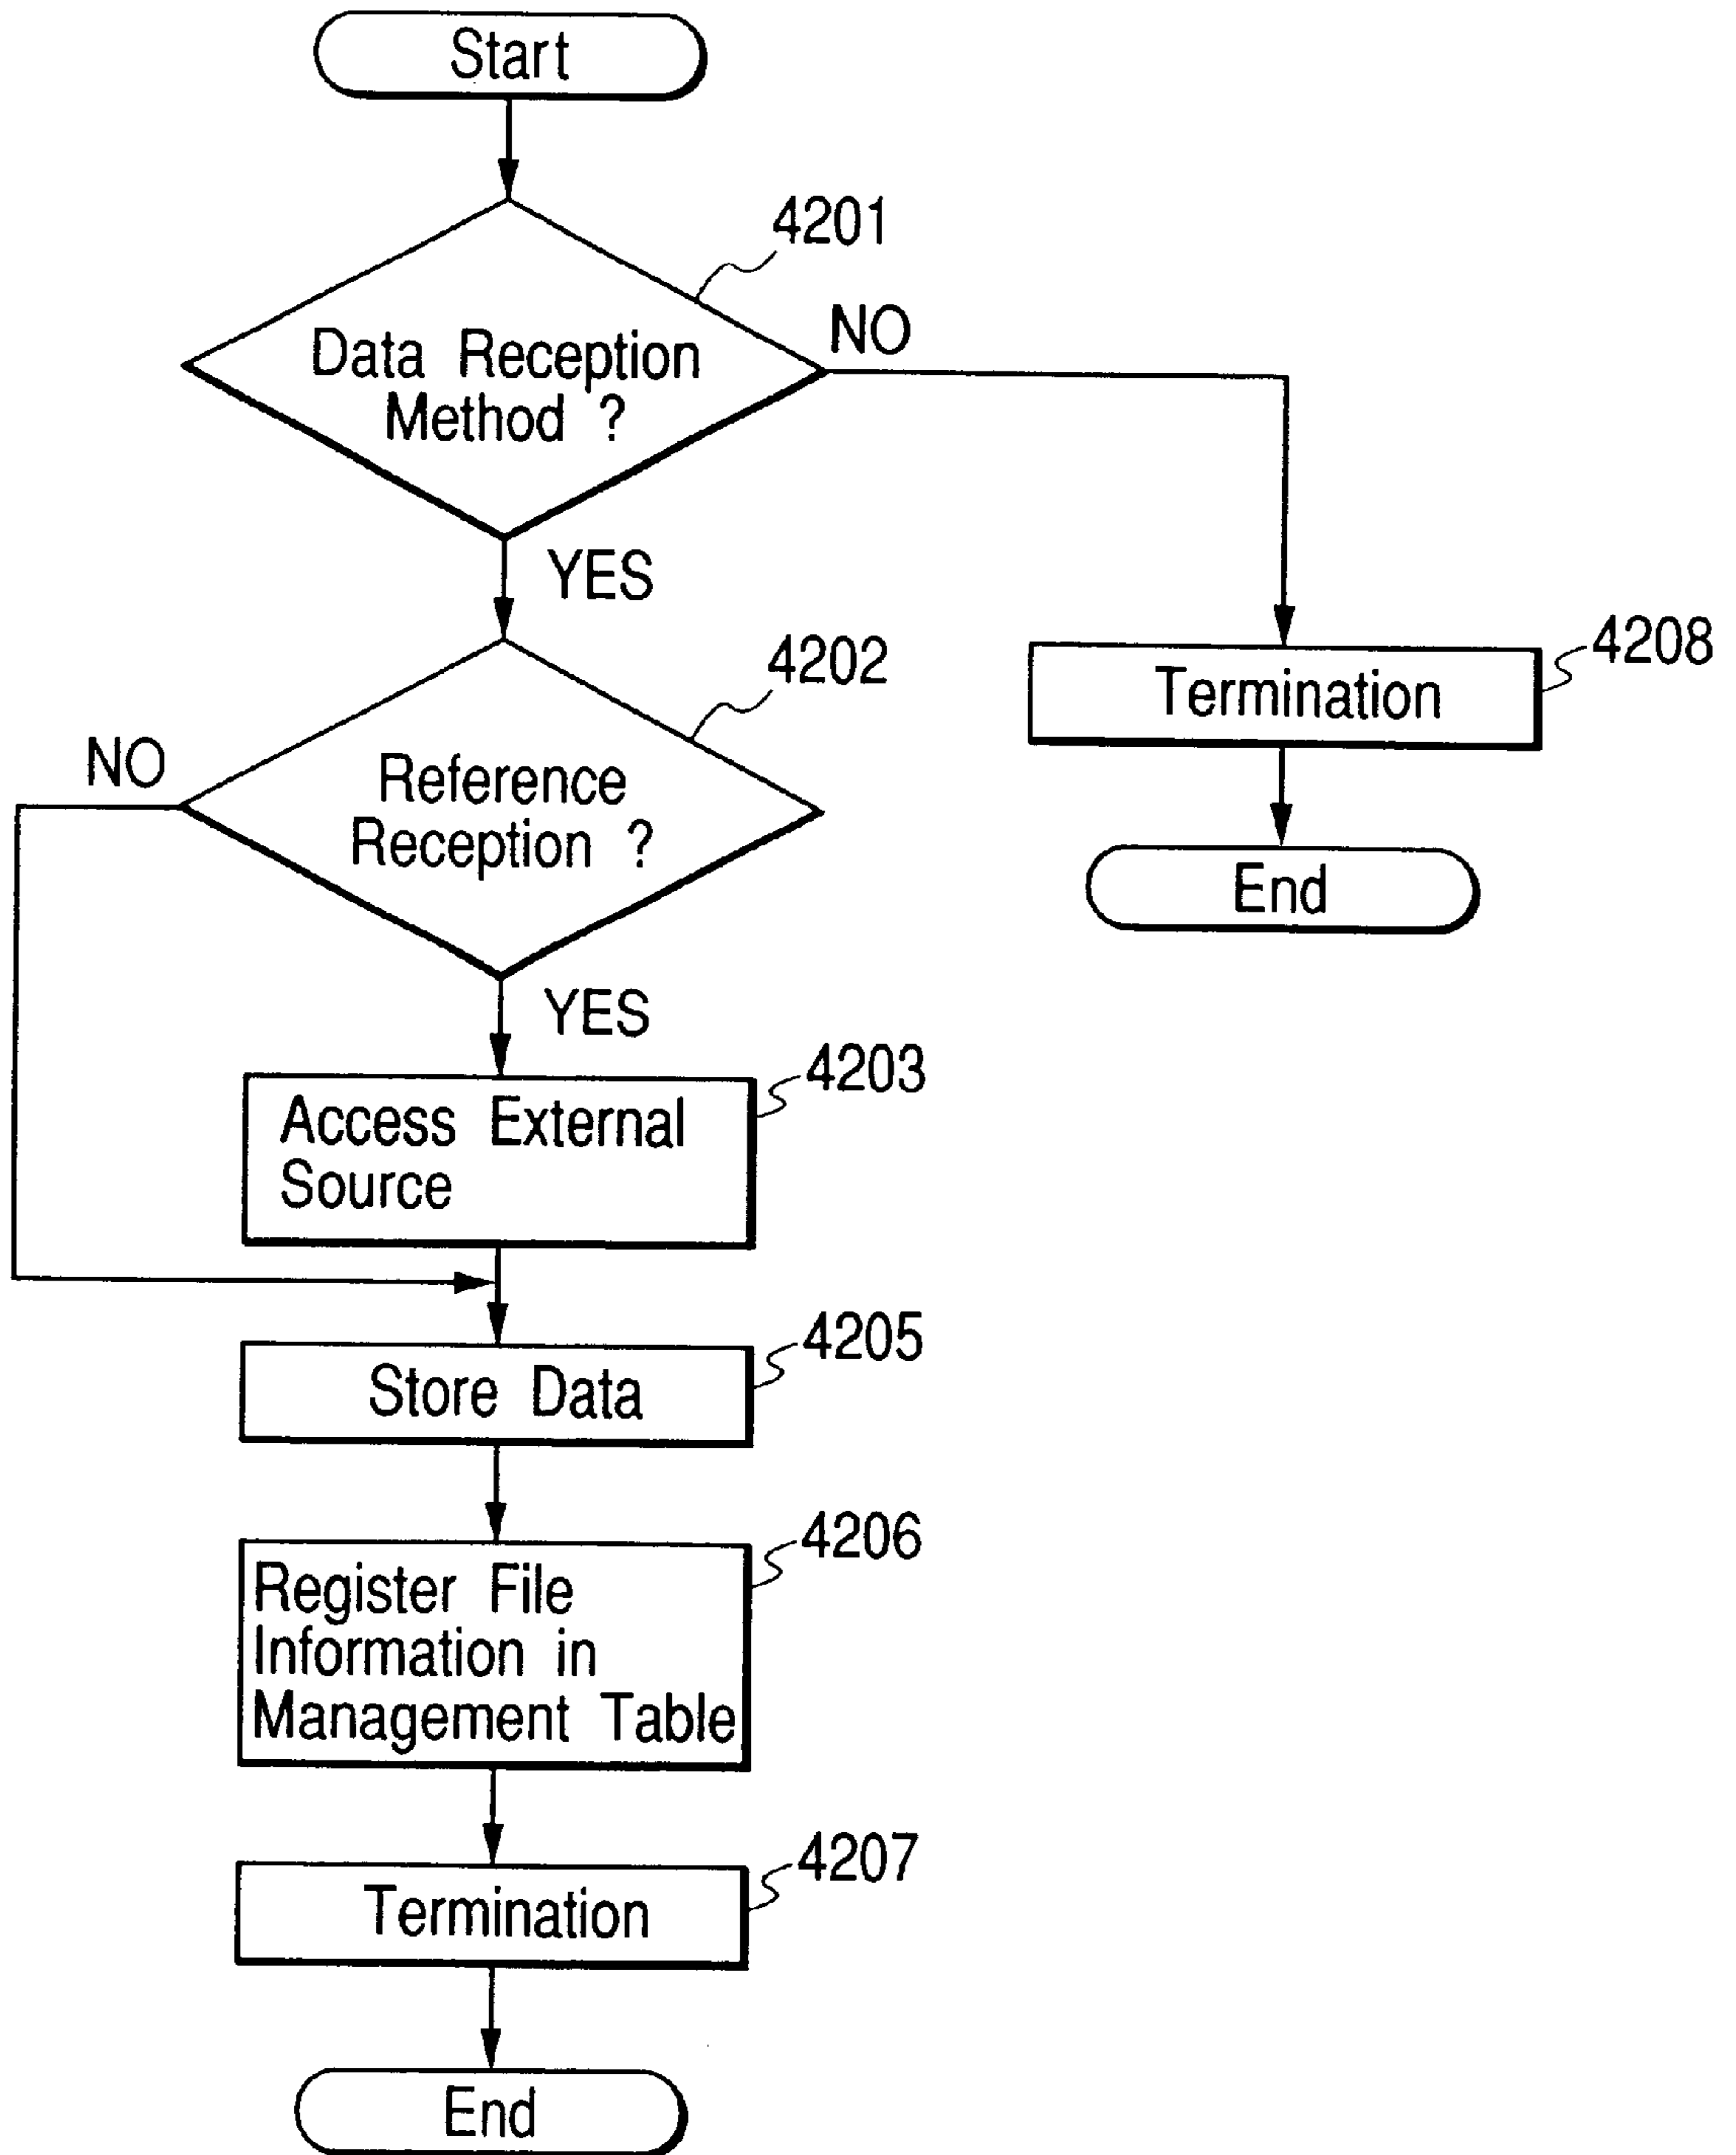 Start
4201
Data Reception
Method ?
NO
YES
4202
NO
Reference
Reception ?
YES
4208
Termination
End
4203
Access External
Source
4205
Store Data
4206
Register File
Information in
Management Table
4207
Termination
End